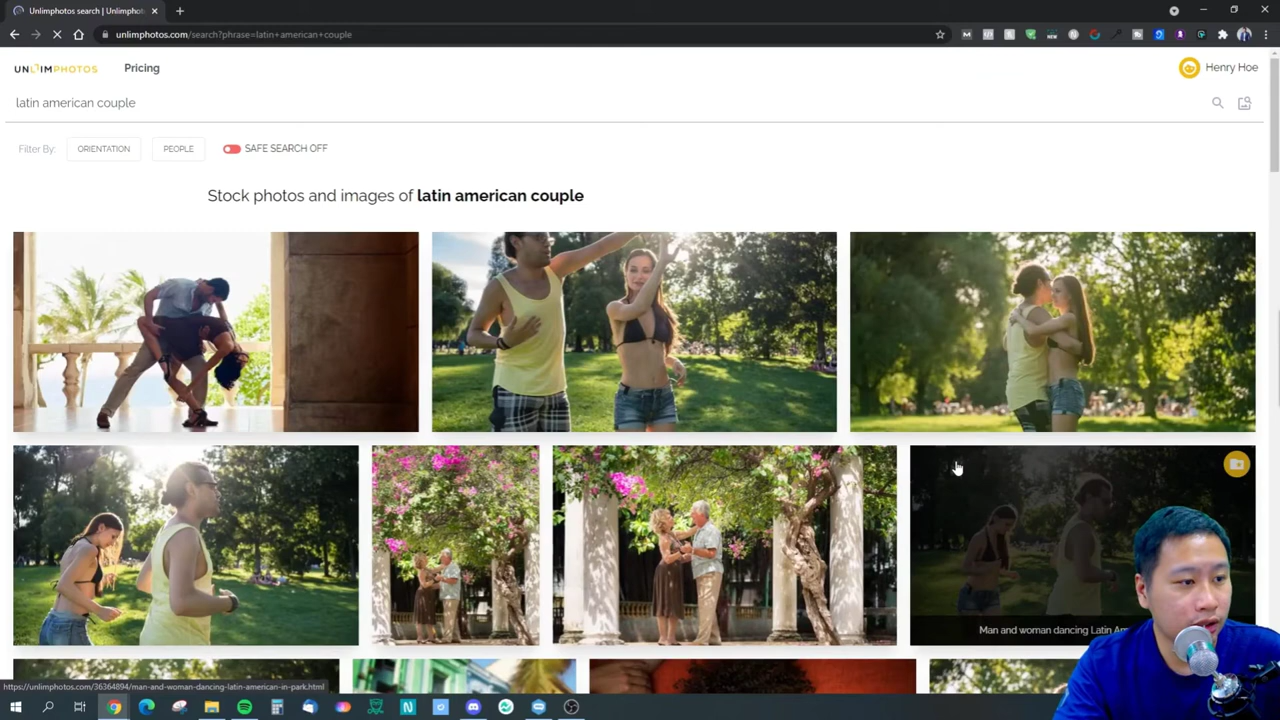 Unlimphotos search | Unlimphot
unlimphotos.com/search?phrase=latin+american+couple
UNLIMPHOTOS
Pricing
Henry Hoe
latin american couple
Filter By:
ORIENTATION
PEOPLE
SAFE SEARCH OFF
Stock photos and images of latin american couple
Man and woman dancing Latin Am
https://unlimphotos.com/36364894/man-and-woman-dancing-latin-american-in-park.html